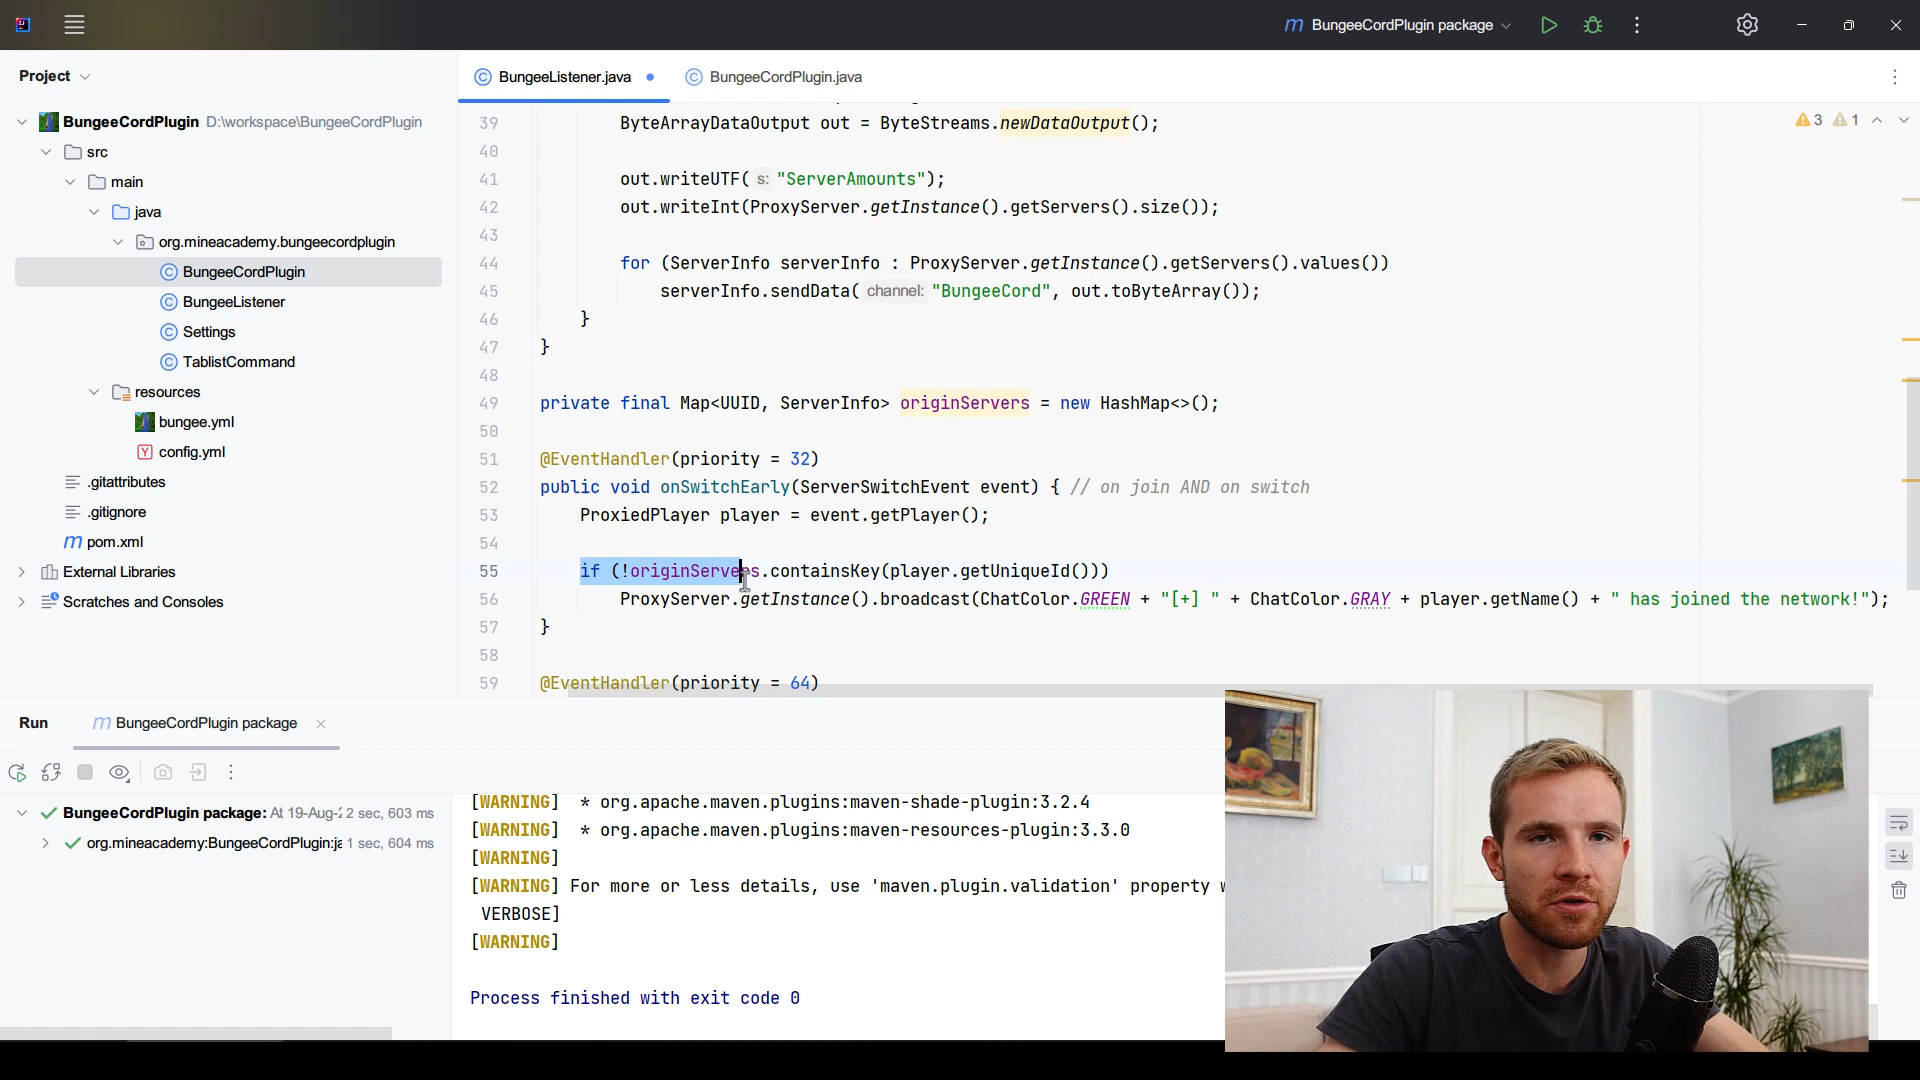 BungeeCordPlugin package
Project
BungeeListener.java
BungeeCordPlugin.java
BungeeCordPlugin D:\workspace\BungeeCordPlugin
src
main
java
org.mineacademy.bungeecordplugin
BungeeCordPlugin
BungeeListener
Settings
TablistCommand
resources
bungee.yml
config.yml
.gitattributes
.gitignore
pom.xml
External Libraries
Scratches and Consoles
3 1
39 ByteArrayDataOutput out = ByteStreams.newDataOutput();
40
41 out.writeUTF( s: "ServerAmounts");
42 out.writeInt(ProxyServer.getInstance().getServers().size());
43
44 for (ServerInfo serverInfo : ProxyServer.getInstance().getServers().values())
45 serverInfo.sendData( channel: "BungeeCord", out.toByteArray());
46 }
47 }
48
49 private final Map<UUID, ServerInfo> originServers = new HashMap<>();
50
51 @EventHandler(priority = 32)
52 public void onSwitchEarly(ServerSwitchEvent event) { // on join AND on switch
53 ProxiedPlayer player = event.getPlayer();
54
55 if (!originServers.containsKey(player.getUniqueId()))
56 ProxyServer.getInstance().broadcast(ChatColor.GREEN + "[+] " + ChatColor.GRAY + player.getName() + " has joined the network!");
57 }
58
59 @EventHandler(priority = 64)
Run
BungeeCordPlugin package
BungeeCordPlugin package: At 19-Aug-2 2 sec, 603 ms
org.mineacademy:BungeeCordPlugin:ja 1 sec, 604 ms
[WARNING] * org.apache.maven.plugins:maven-shade-plugin:3.2.4
[WARNING] * org.apache.maven.plugins:maven-resources-plugin:3.3.0
[WARNING]
[WARNING] For more or less details, use 'maven.plugin.validation' property
VERBOSE]
[WARNING]
Process finished with exit code 0